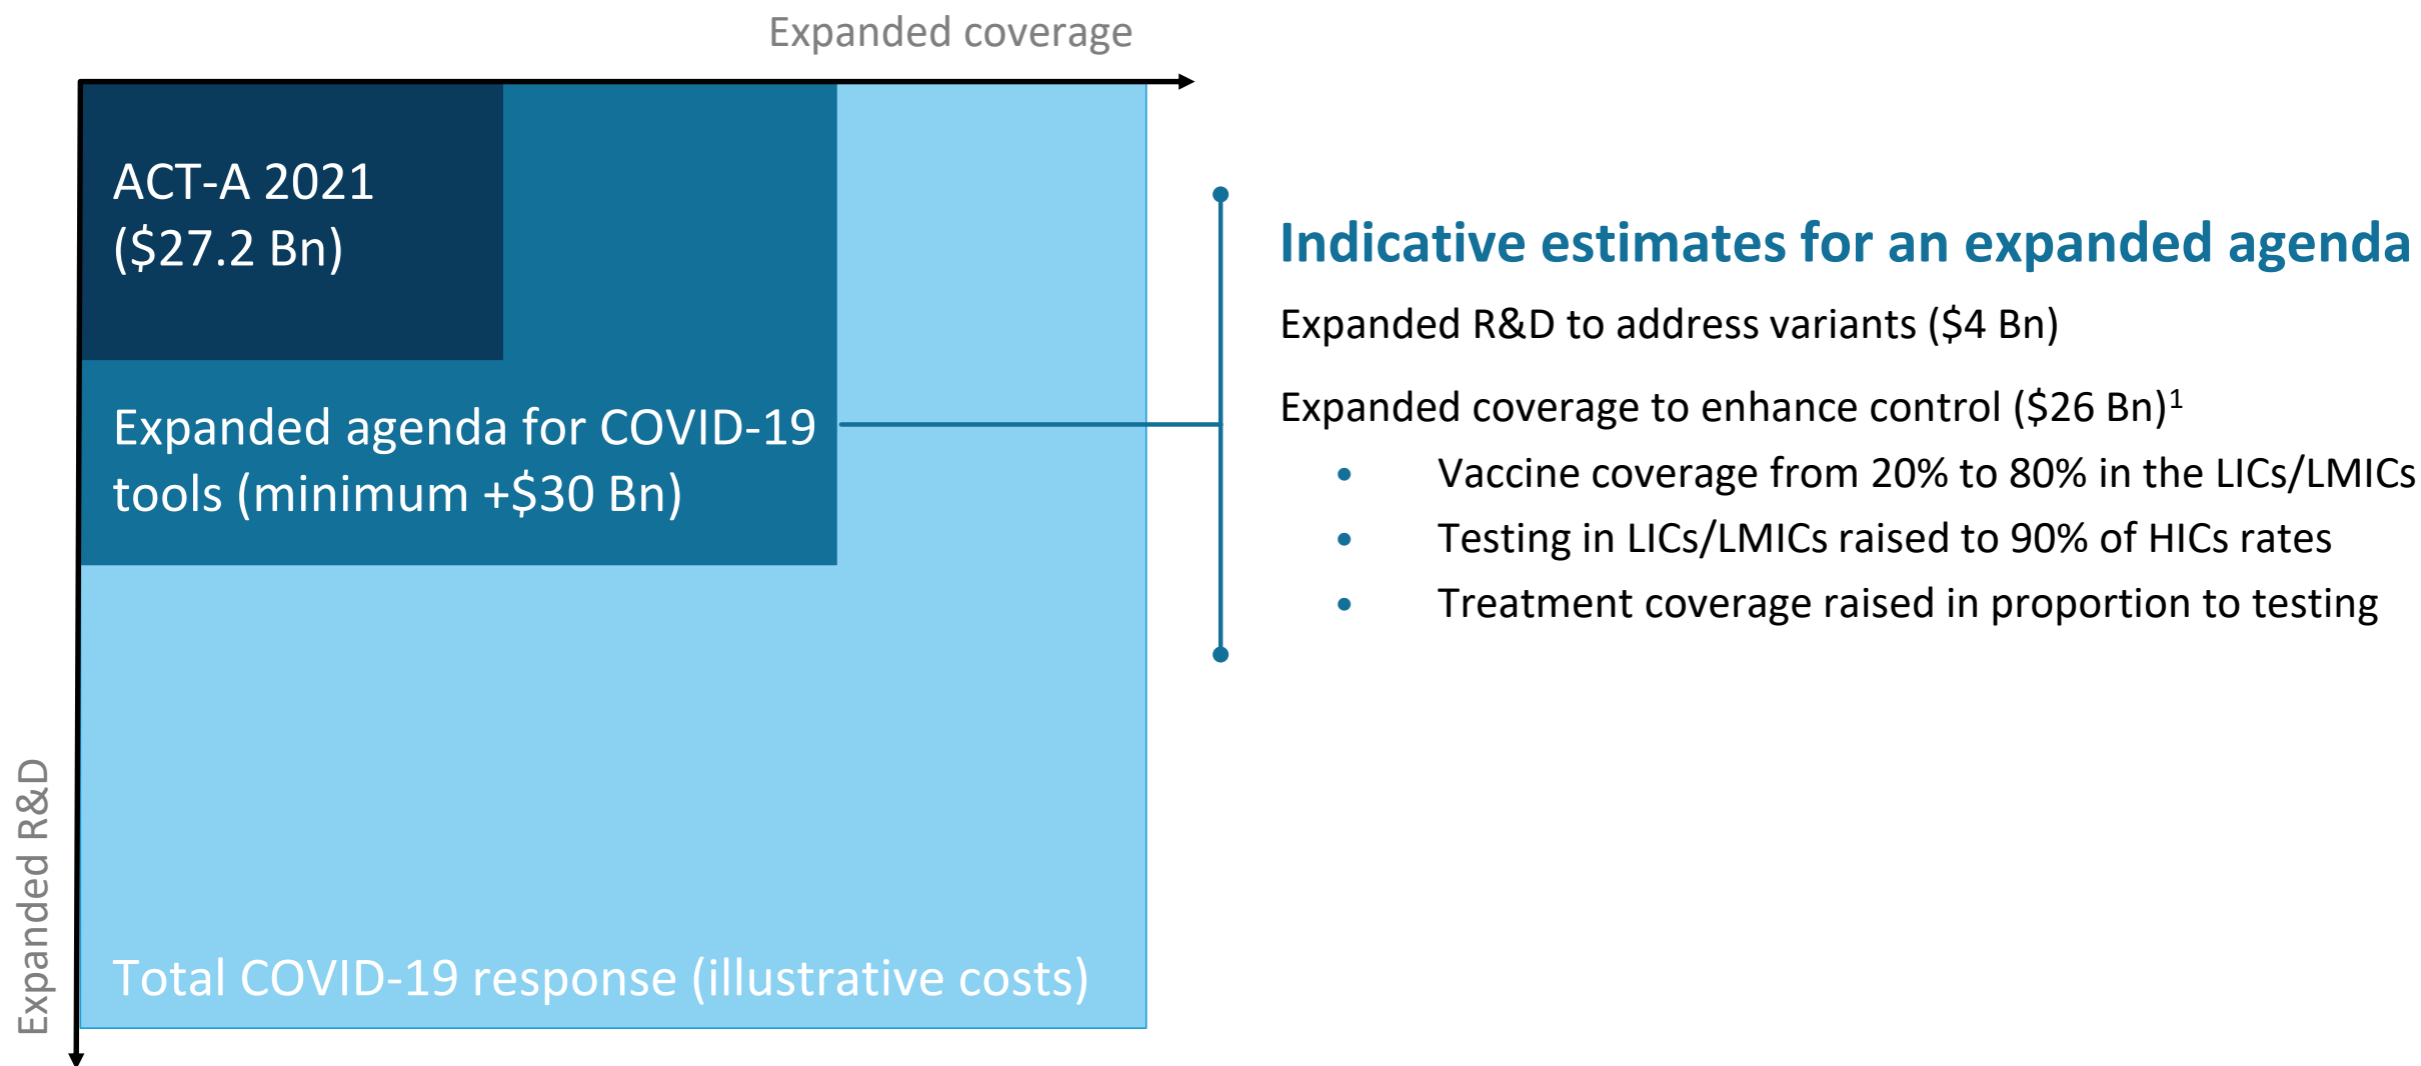 Expanded coverage
ACT-A 2021
($27.2 Bn)
Expanded agenda for COVID-19
tools (minimum +$30 Bn)
Total COVID-19 response (illustrative costs)
Expanded R&D
Indicative estimates for an expanded agenda
Expanded R&D to address variants ($4 Bn)
Expanded coverage to enhance control ($26 Bn)¹
• Vaccine coverage from 20% to 80% in the LICs/LMICs
• Testing in LICs/LMICs raised to 90% of HICs rates
• Treatment coverage raised in proportion to testing